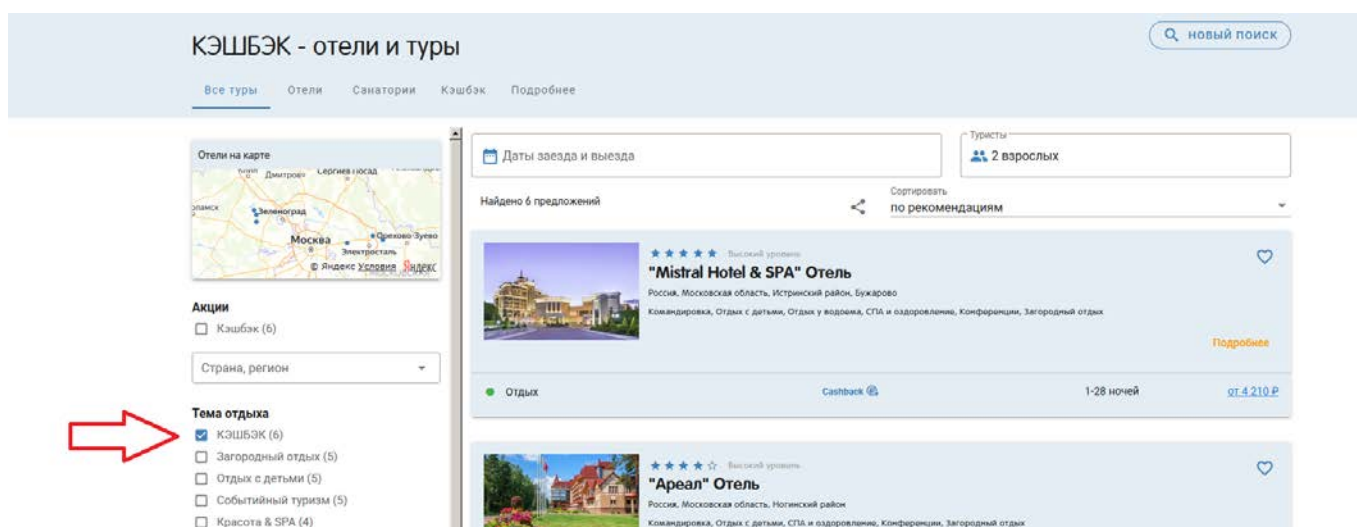 КЭШБЭК - отели и туры
НОВЫЙ ПОИСК
Все туры Отели Санатории Кэшбэк Подробнее
Отели на карте
Дмитров Сергиев Посад
Зеленоград
Москва
Орехово-Зуево
Электросталь
© Яндекс Условия Яндекс
Акции
Кэшбэк (6)
Страна, регион
Тема отдыха
КЭШБЭК (6)
Загородный отдых (5)
Отдых с детьми (5)
Событийный туризм (5)
Красота & SPA (4)
Даты заезда и выезда
Туристы
2 взрослых
Найдено 6 предложений
Сортировать
по рекомендациям
Высокий уровень
"Mistral Hotel & SPA" Отель
Россия, Московская область, Истринский район, Бужарово
Командировка, Отдых с детьми, Отдых у водоема, СПА и оздоровление, Конференции, Загородный отдых
Подробнее
Отдых Cashback 1-28 ночей от 4 210 ₽
Высокий уровень
"Ареал" Отель
Россия, Московская область, Ногинский район
Командировка, Отдых с детьми, СПА и оздоровление, Конференции, Загородный отдых